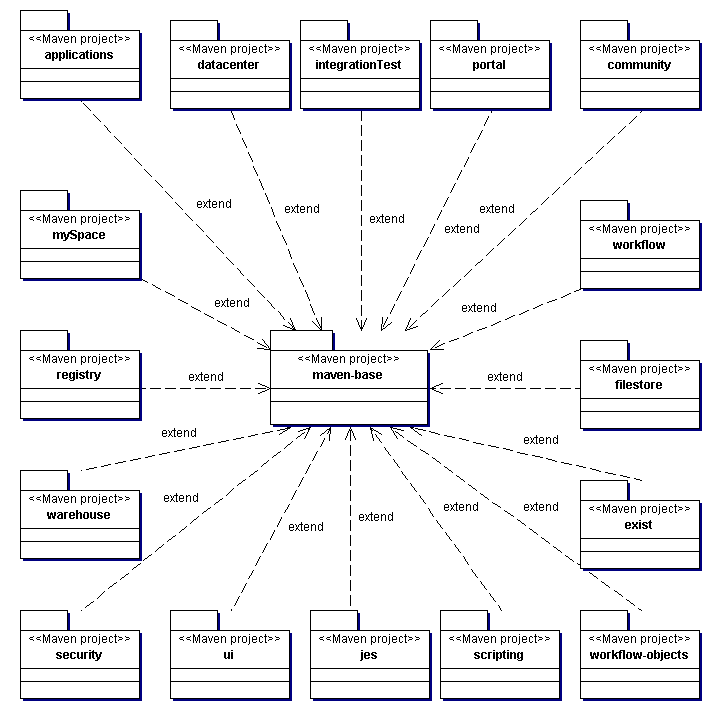 <<Maven project>>
applications
<<Maven project>>
datacenter
<<Maven project>>
integrationTest
<<Maven project>>
portal
<<Maven project>>
community
extend
extend
extend
extend
extend
<<Maven project>>
mySpace
<<Maven project>>
workflow
extend
extend
<<Maven project>>
maven-base
<<Maven project>>
registry
extend
extend
<<Maven project>>
filestore
extend
extend
<<Maven project>>
warehouse
extend
extend
extend
extend
extend
<<Maven project>>
exist
<<Maven project>>
security
<<Maven project>>
ui
<<Maven project>>
jes
<<Maven project>>
scripting
<<Maven project>>
workflow-objects